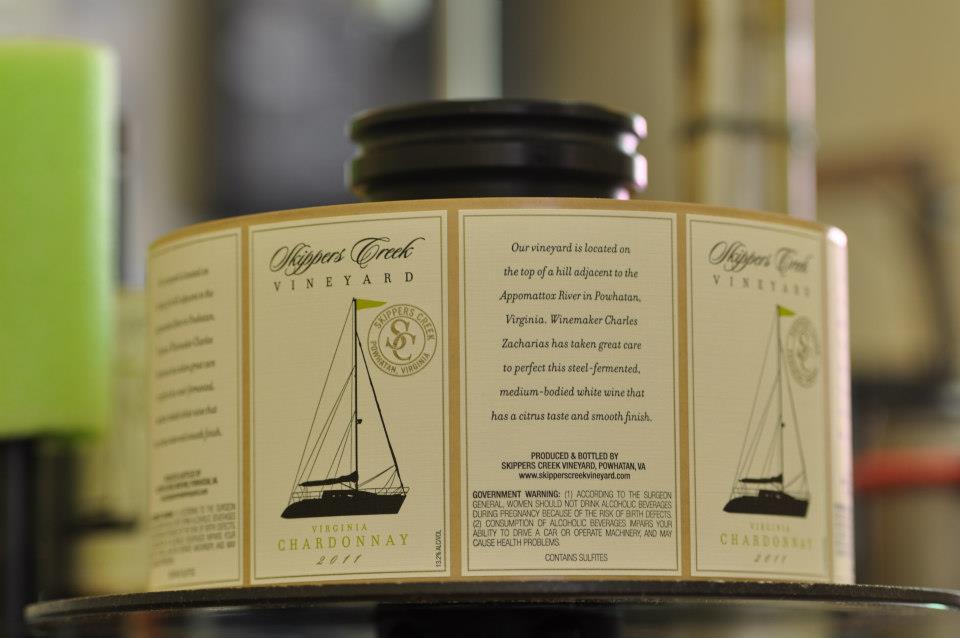 Skippers Creek
VINEYARD
SKIPPERS CREEK
SC
POWHATAN, VIRGINIA
VIRGINIA
CHARDONNAY
2011
13.2% ALC/VOL
Our vineyard is located on
the top of a hill adjacent to the
Appomattox River in Powhatan,
Virginia. Winemaker Charles
Zacharias has taken great care
to perfect this steel-fermented,
medium-bodied white wine that
has a citrus taste and smooth finish.
PRODUCED & BOTTLED BY
SKIPPERS CREEK VINEYARD, POWHATAN, VA
www.skipperscreekvineyard.com
GOVERNMENT WARNING: (1) ACCORDING TO THE SURGEON
GENERAL, WOMEN SHOULD NOT DRINK ALCOHOLIC BEVERAGES
DURING PREGNANCY BECAUSE OF THE RISK OF BIRTH DEFECTS.
(2) CONSUMPTION OF ALCOHOLIC BEVERAGES IMPAIRS YOUR
ABILITY TO DRIVE A CAR OR OPERATE MACHINERY, AND MAY
CAUSE HEALTH PROBLEMS.
CONTAINS SULFITES
Skippers Creek
VINEYARD
VIRGINIA
CHARDONNAY
2011